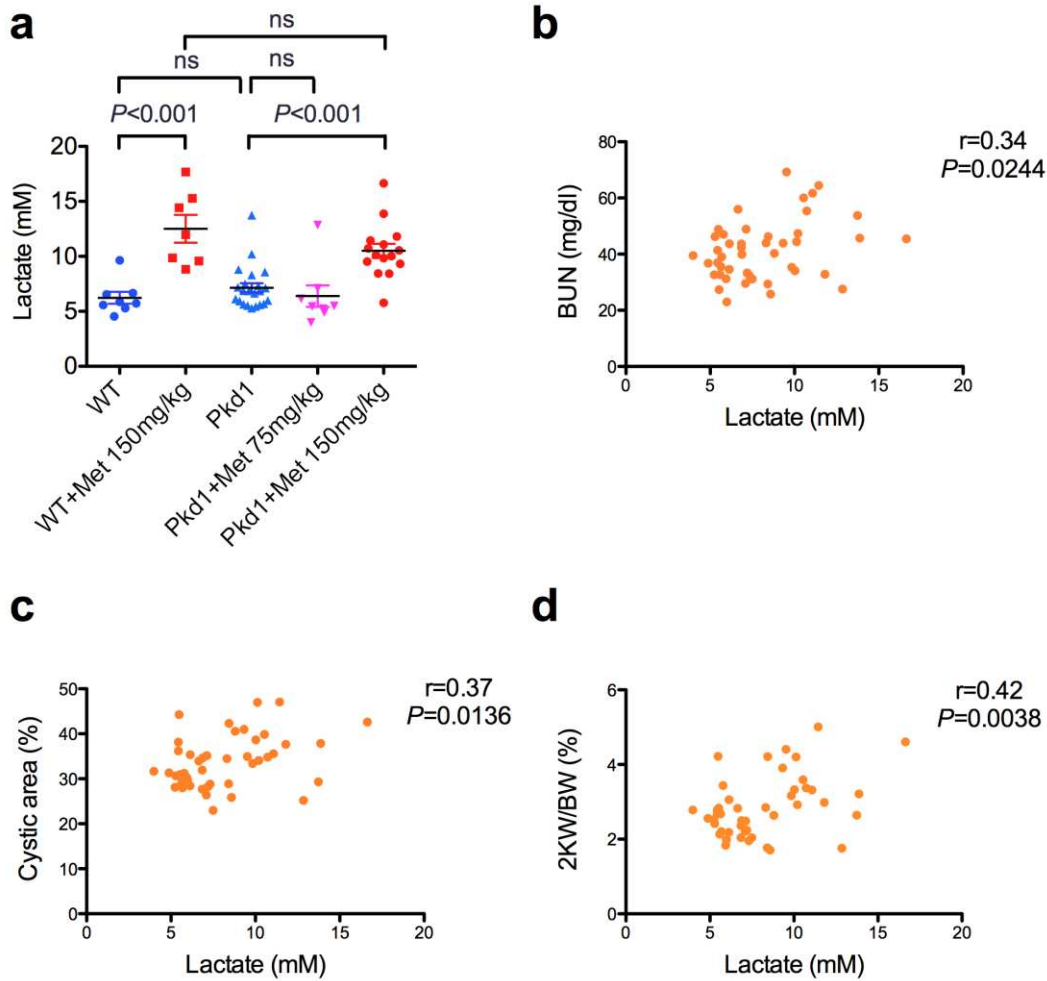 a
ns
ns
ns
P<0.001
P<0.001
Lactate (mM)
20
15
10
5
0
WT
WT+Met 150mg/kg
Pkd1
Pkd1+Met 75mg/kg
Pkd1+Met 150mg/kg
b
r=0.34
P=0.0244
BUN (mg/dl)
80
60
40
20
0
0
5
10
15
20
Lactate (mM)
c
r=0.37
P=0.0136
Cystic area (%)
50
40
30
20
10
0
0
5
10
15
20
Lactate (mM)
d
r=0.42
P=0.0038
2KW/BW (%)
6
4
2
0
0
5
10
15
20
Lactate (mM)